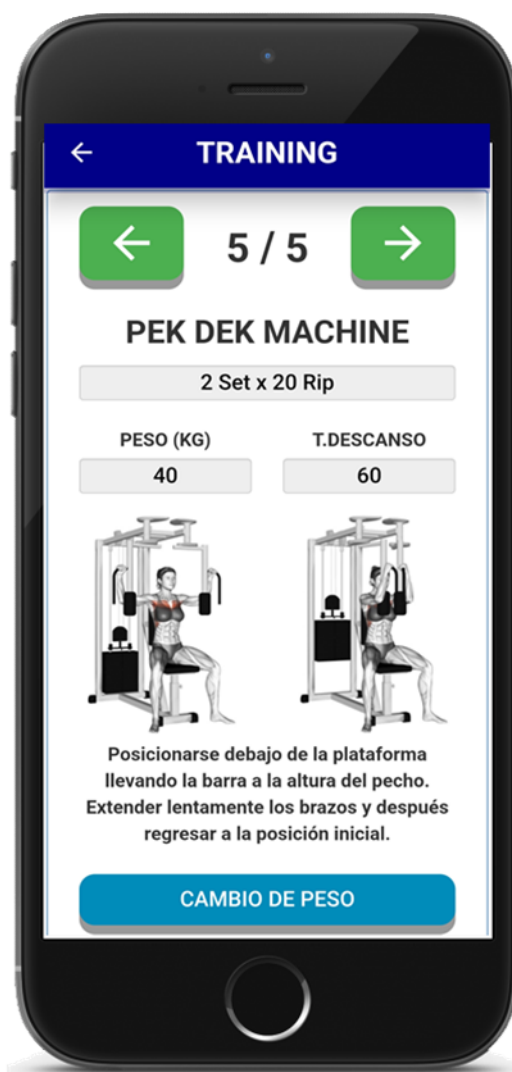 TRAINING
5 / 5
PEK DEK MACHINE
2 Set x 20 Rip
PESO (KG) T.DESCANSO
40 60
Posicionarse debajo de la plataforma
llevando la barra a la altura del pecho.
Extender lentamente los brazos y después
regresar a la posición inicial.
CAMBIO DE PESO